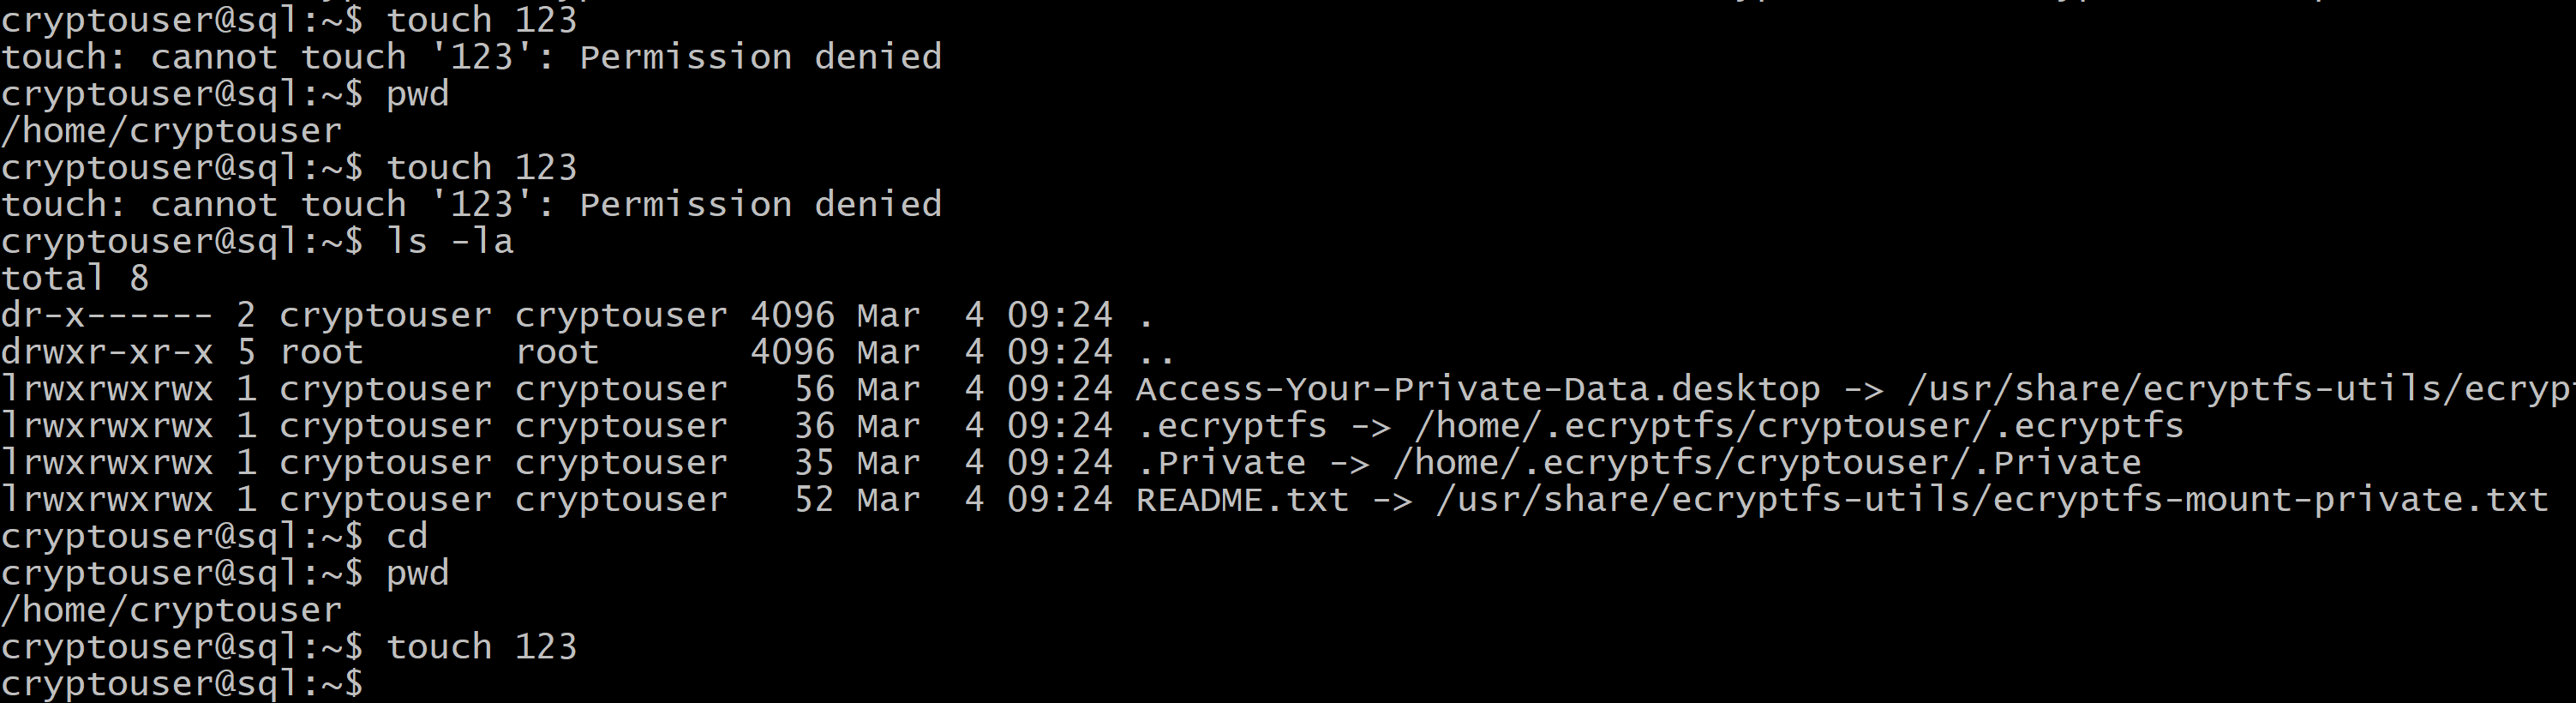 cryptouser@sql:~$ touch 123
touch: cannot touch '123': Permission denied
cryptouser@sql:~$ pwd
/home/cryptouser
cryptouser@sql:~$ touch 123
touch: cannot touch '123': Permission denied
cryptouser@sql:~$ ls -la
total 8
dr-x------ 2 cryptouser cryptouser 4096 Mar  4 09:24 .
drwxr-xr-x 5 root       root       4096 Mar  4 09:24 ..
lrwxrwxrwx 1 cryptouser cryptouser   56 Mar  4 09:24 Access-Your-Private-Data.desktop -> /usr/share/ecryptfs-utils/ecryp
lrwxrwxrwx 1 cryptouser cryptouser   36 Mar  4 09:24 .ecryptfs -> /home/.ecryptfs/cryptouser/.ecryptfs
lrwxrwxrwx 1 cryptouser cryptouser   35 Mar  4 09:24 .Private -> /home/.ecryptfs/cryptouser/.Private
lrwxrwxrwx 1 cryptouser cryptouser   52 Mar  4 09:24 README.txt -> /usr/share/ecryptfs-utils/ecryptfs-mount-private.txt
cryptouser@sql:~$ cd
cryptouser@sql:~$ pwd
/home/cryptouser
cryptouser@sql:~$ touch 123
cryptouser@sql:~$